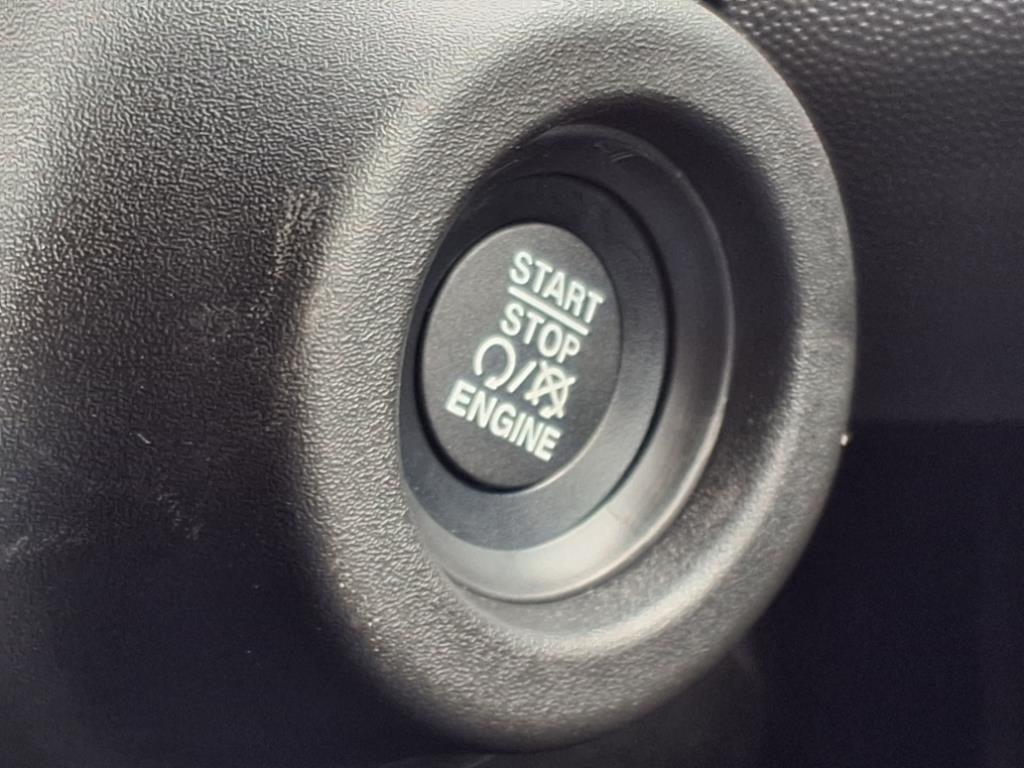 START
STOP
/
ENGINE